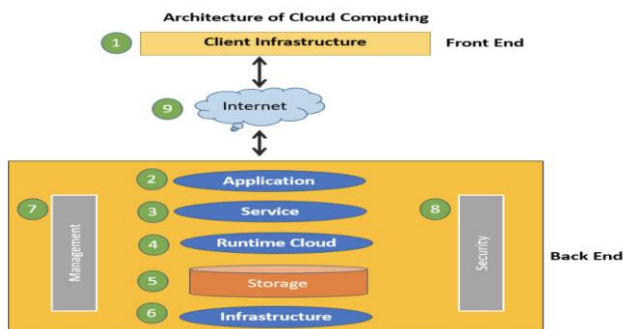 Architecture of Cloud Computing
1 Client Infrastructure Front End
9 Internet
2 Application
7 3 Service 8
Management 4 Runtime Cloud Security
Back End
5 Storage
6 Infrastructure